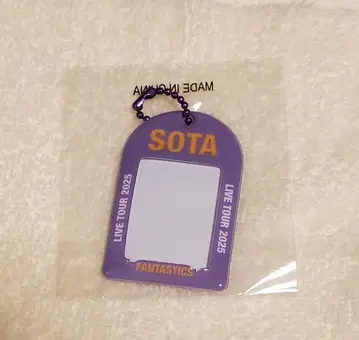 MADE IN CHINA
SOTA
LIVE TOUR 2025
LIVE TOUR 2025
FANTASTICS